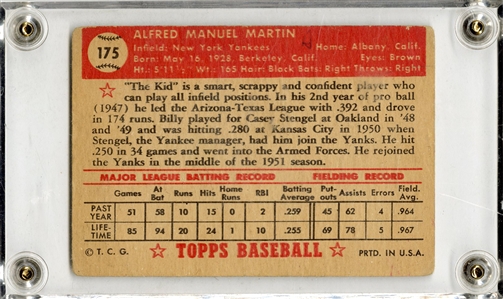 175
ALFRED MANUEL MARTIN
Infield: New York Yankees Home: Albany, Calif.
Born: May 16, 1928, Berkeley, Calif. Eyes: Brown
Ht.: 5'11½" Wt: 165 Hair: Black Bats: Right Throws: Right
"The Kid" is a smart, scrappy and confident player who
can play all infield positions. In his 2nd year of pro ball
(1947) he led the Arizona-Texas League with .392 and drove
in 174 runs. Billy played for Casey Stengel at Oakland in '48
and '49 and was hitting .280 at Kansas City in 1950 when
Stengel, the Yankee manager, had him join the Yanks. He hit
.250 in 34 games and went into the Armed Forces. He rejoined
the Yanks in the middle of the 1951 season.
MAJOR LEAGUE BATTING RECORD FIELDING RECORD
Games At Bat Runs Hits Home Runs RBI Batting Average Put-outs Assists Errors Field. Avg.
PAST YEAR 51 58 10 15 0 2 .259 45 62 4 .964
LIFE-TIME 85 94 20 24 1 10 .255 69 78 5 .967
© T. C. G. TOPPS BASEBALL PRTD. IN U.S.A.